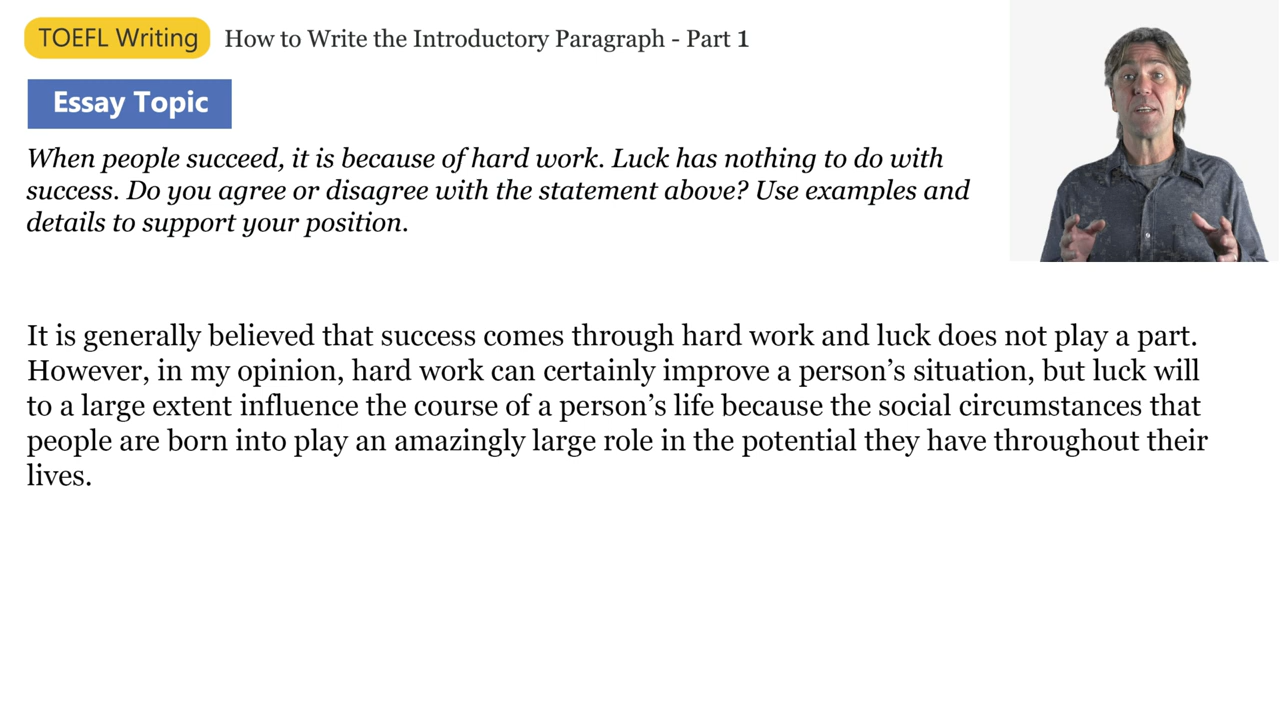 TOEFL Writing How to Write the Introductory Paragraph - Part 1
Essay Topic
When people succeed, it is because of hard work. Luck has nothing to do with
success. Do you agree or disagree with the statement above? Use examples and
details to support your position.
It is generally believed that success comes through hard work and luck does not play a part.
However, in my opinion, hard work can certainly improve a person’s situation, but luck will
to a large extent influence the course of a person’s life because the social circumstances that
people are born into play an amazingly large role in the potential they have throughout their
lives.